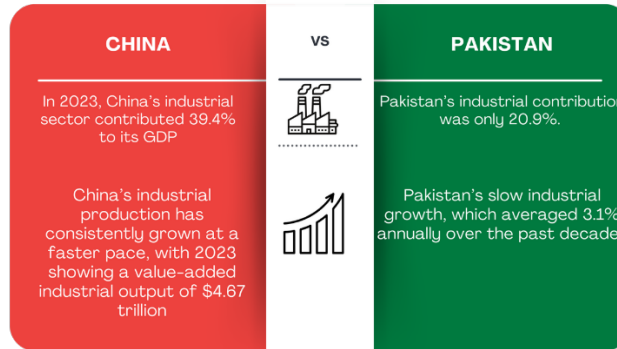 CHINA
VS
PAKISTAN
In 2023, China's industrial
sector contributed 39.4%
to its GDP
Pakistan's industrial contribution
was only 20.9%.
China's industrial
production has
consistently grown at a
faster pace, with 2023
showing a value-added
industrial output of $4.67
trillion
Pakistan's slow industrial
growth, which averaged 3.1%
annually over the past decade